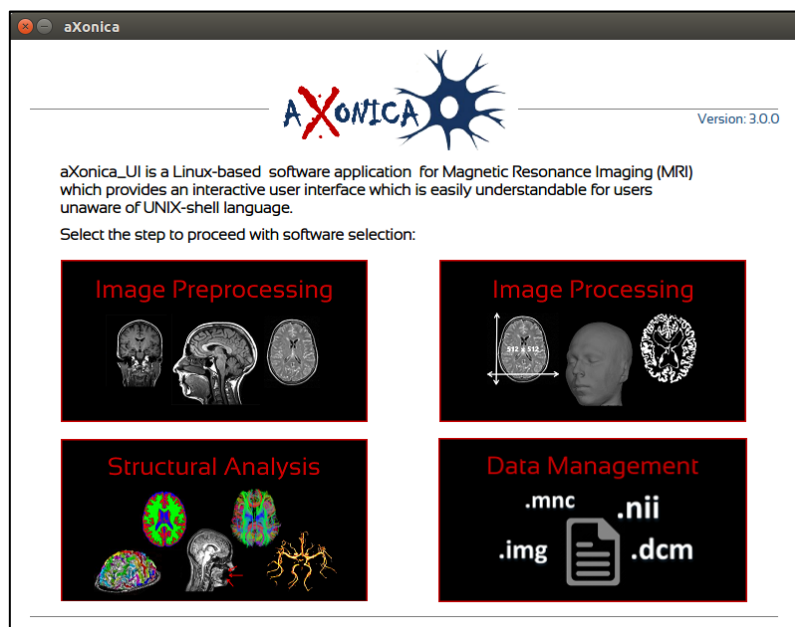 aXonica
AXONICA
Version: 3.0.0
aXonica_UI is a Linux-based software application for Magnetic Resonance Imaging (MRI)
which provides an interactive user interface which is easily understandable for users
unaware of UNIX-shell language.
Select the step to proceed with software selection:
Image Preprocessing
Image Processing
512 x 512
Structural Analysis
Data Management
.mnc
.nii
.img
.dcm